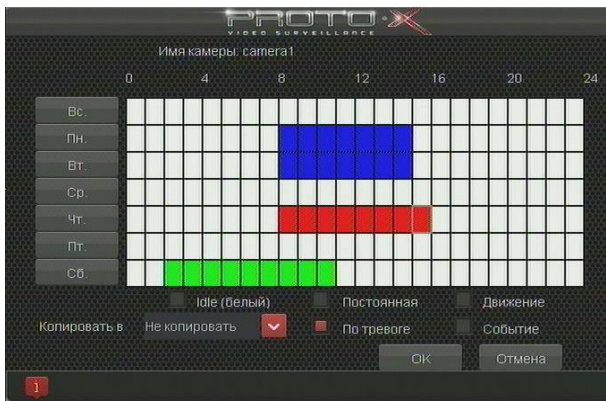 PROTO-X
VIDEO SURVEILLANCE
Имя камеры: camera1
0 4 8 12 16 20 24
Вс.
Пн.
Вт.
Ср.
Чт.
Пт.
Сб.
Idle (белый) Постоянная Движение
Копировать в Не копировать По тревоге Событие
OK Отмена
i